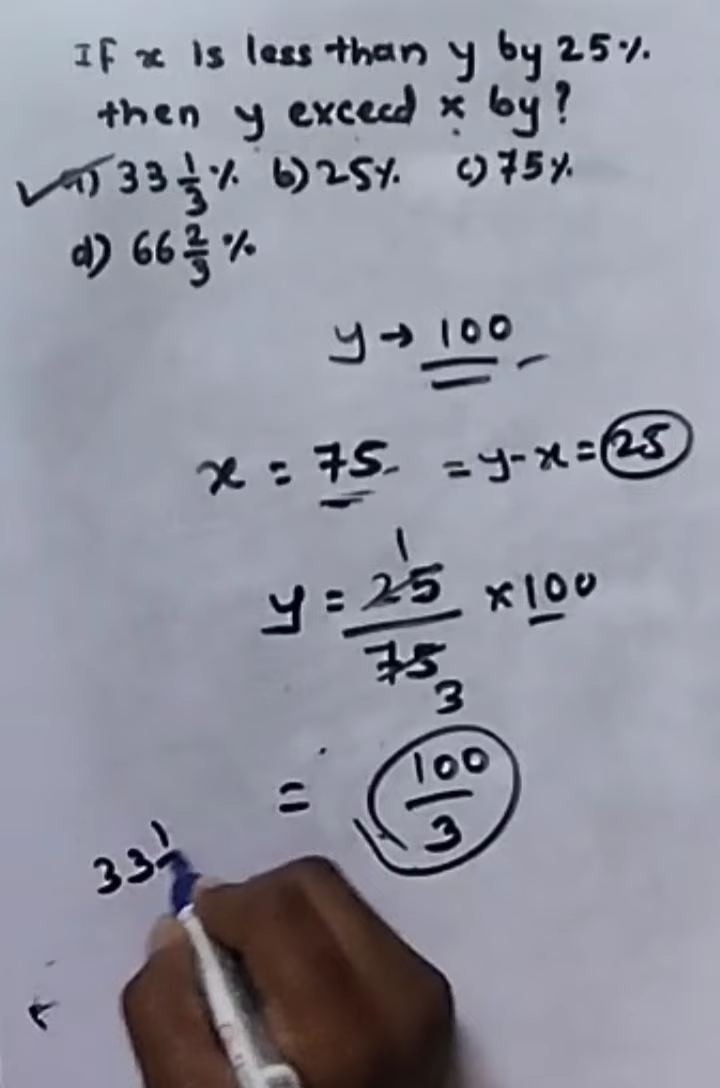 If x is less than y by 25%.
then y exceed x by?
a) 33 1/3 % b) 25%. c) 75%
d) 66 2/3 %
y → 100
x = 75 = y - x = 25
y = 25/75 × 100
1
3
= 100/3
33 1